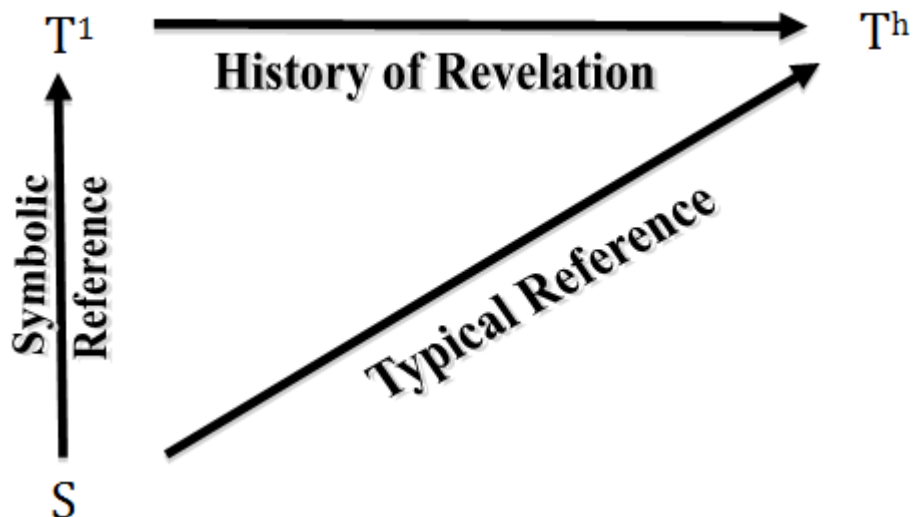 T¹ Tʰ
History of Revelation
Symbolic
Reference
Typical Reference
S